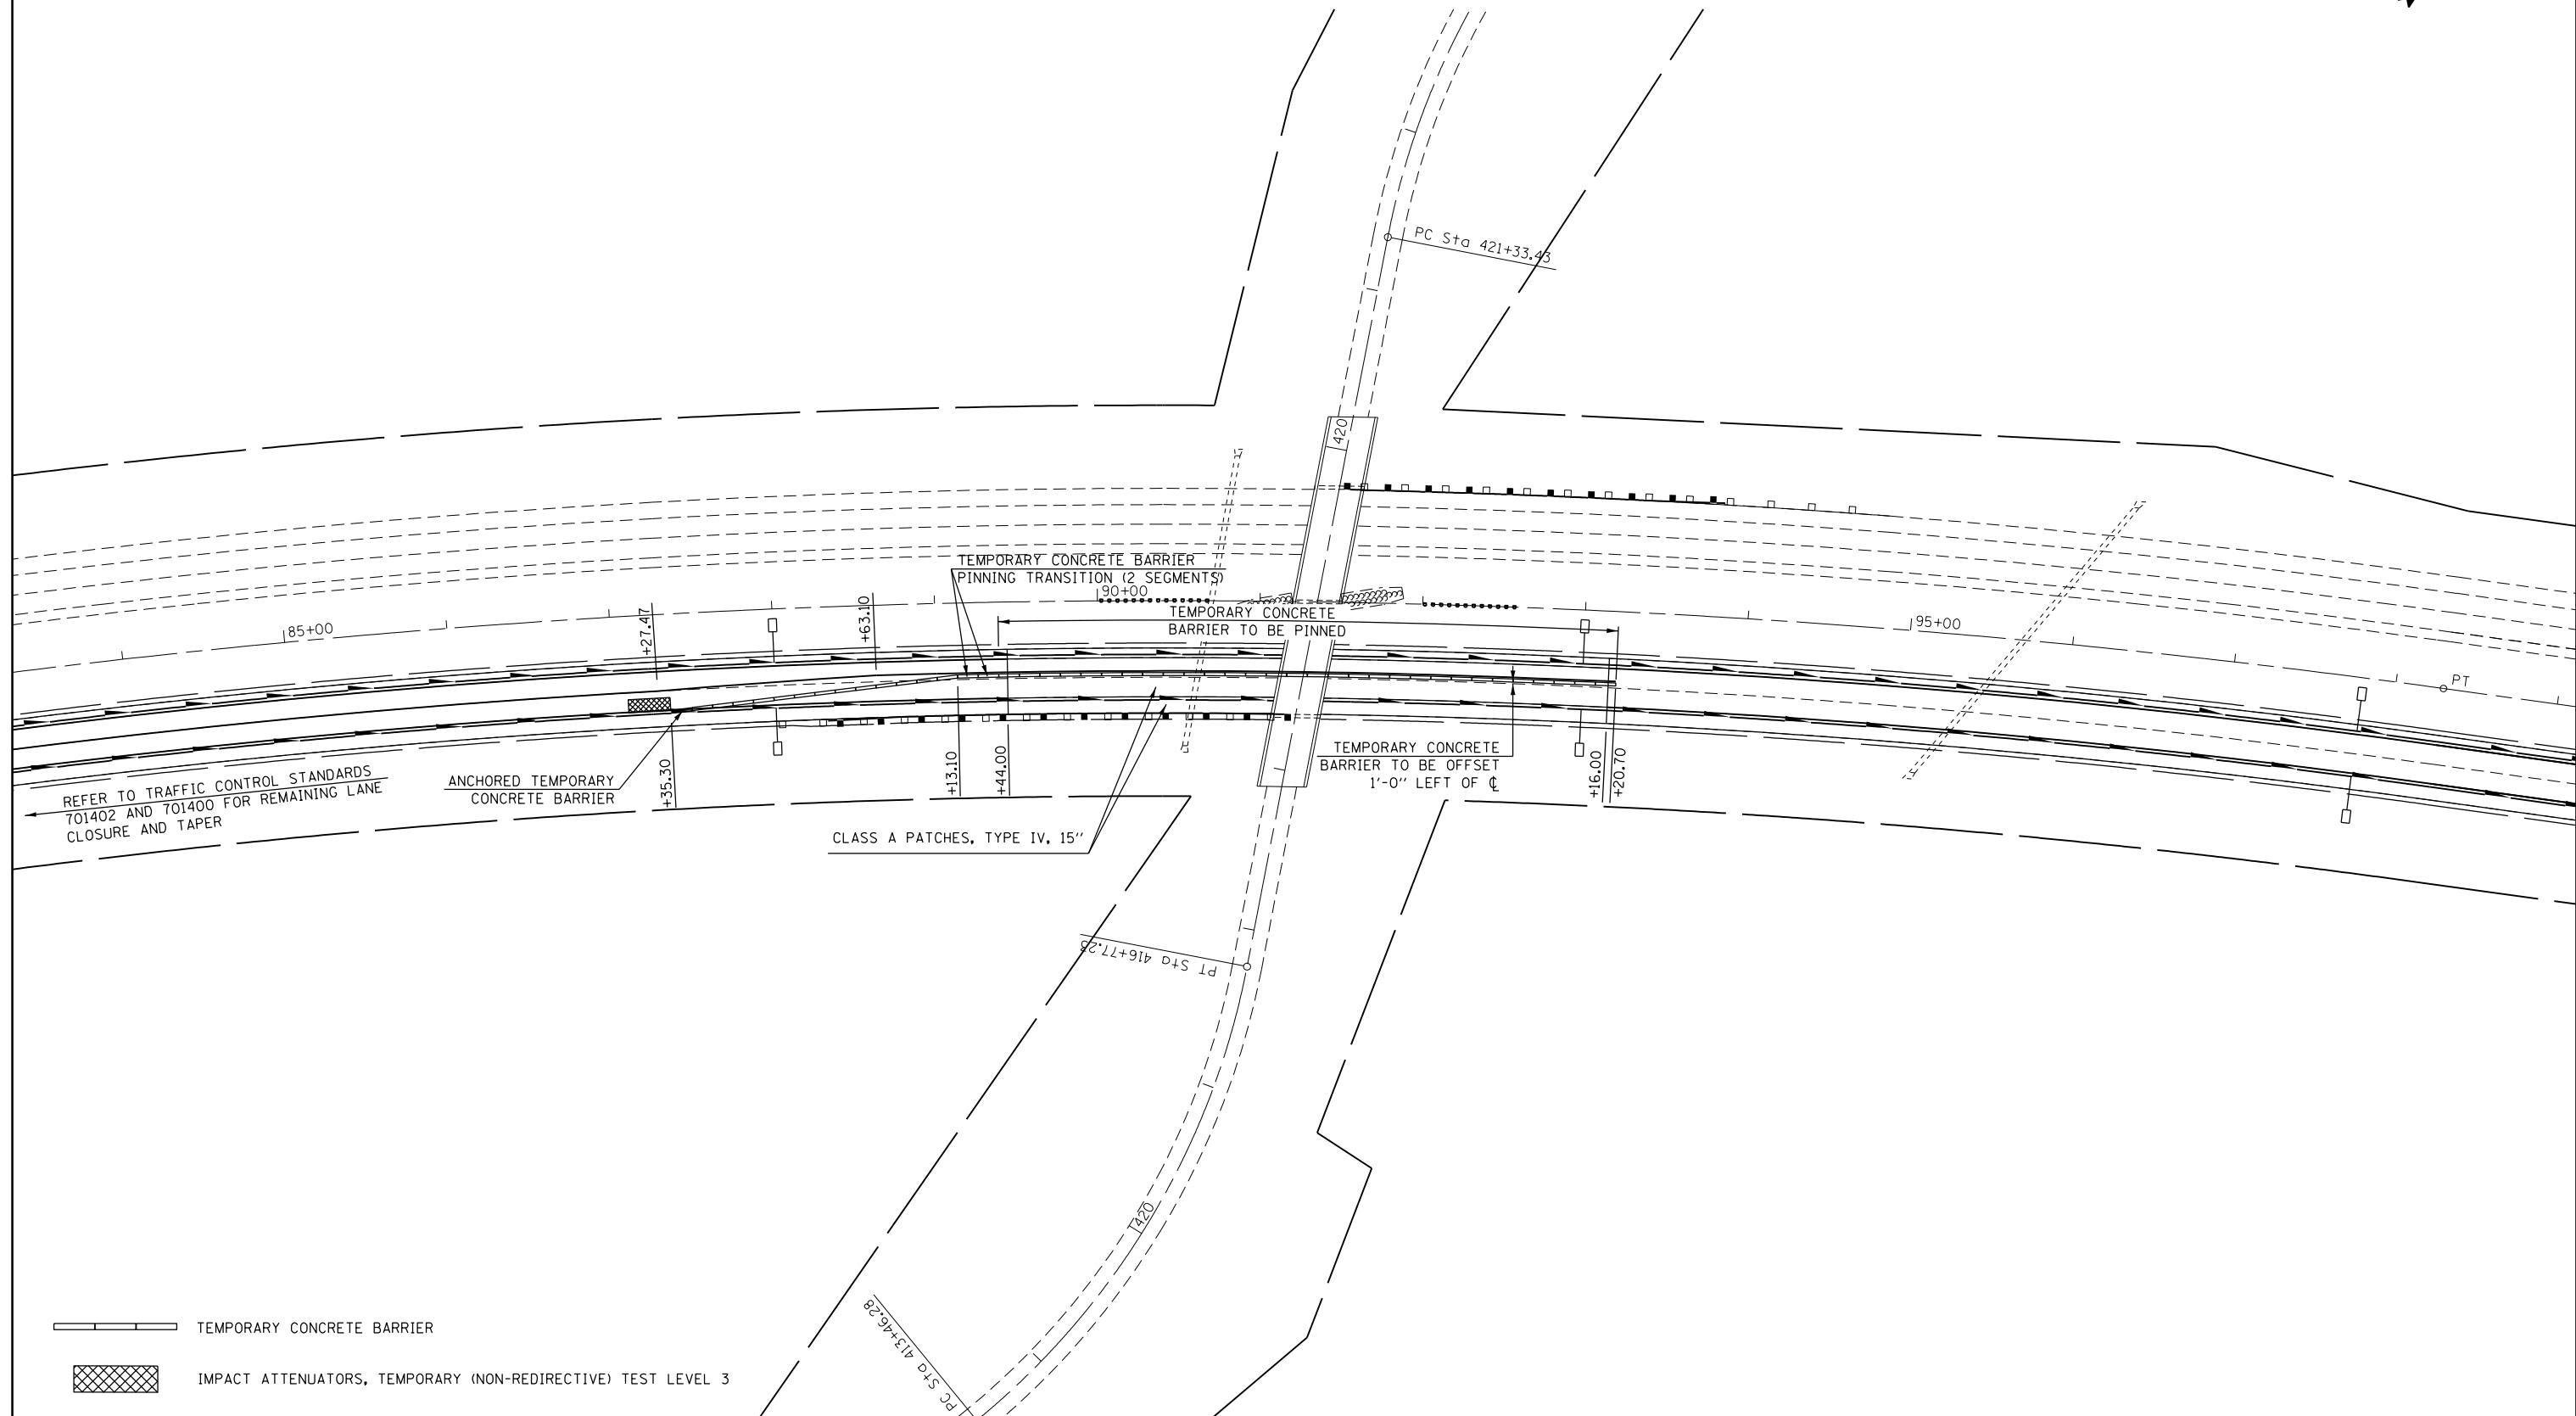 PC Sta 421+33.43
420
TEMPORARY CONCRETE BARRIER
PINNING TRANSITION (2 SEGMENTS)
90+00
TEMPORARY CONCRETE
BARRIER TO BE PINNED
85+00
+27.47
+63.10
95+00
PT
REFER TO TRAFFIC CONTROL STANDARDS
701402 AND 701400 FOR REMAINING LANE
CLOSURE AND TAPER
ANCHORED TEMPORARY
CONCRETE BARRIER
+35.30
+13.10
+44.00
TEMPORARY CONCRETE
BARRIER TO BE OFFSET
1'-0" LEFT OF ℄
+16.00
+20.70
CLASS A PATCHES, TYPE IV, 15"
PT Sta 416+77.23
420
PC Sta 413+46.28
TEMPORARY CONCRETE BARRIER
IMPACT ATTENUATORS, TEMPORARY (NON-REDIRECTIVE) TEST LEVEL 3